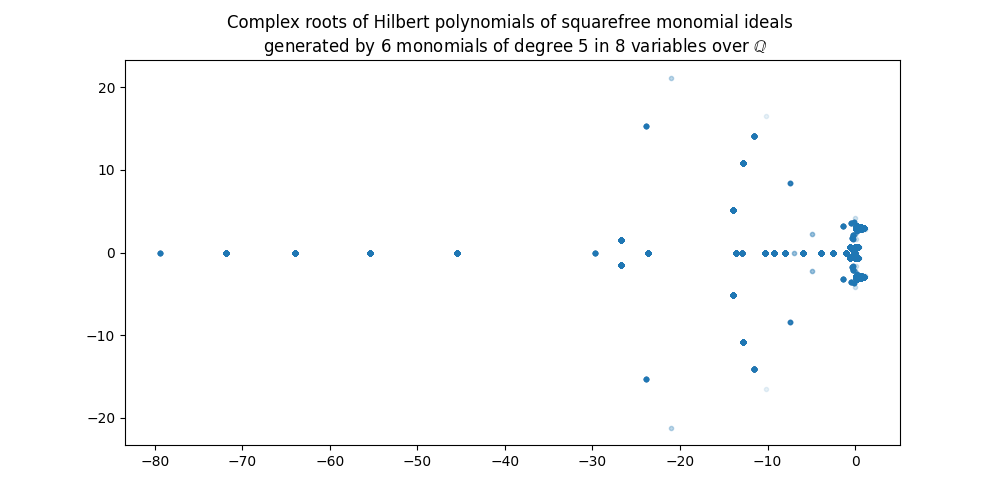 Complex roots of Hilbert polynomials of squarefree monomial ideals
generated by 6 monomials of degree 5 in 8 variables over ℚ
20
10
0
−10
−20
−80 −70 −60 −50 −40 −30 −20 −10 0